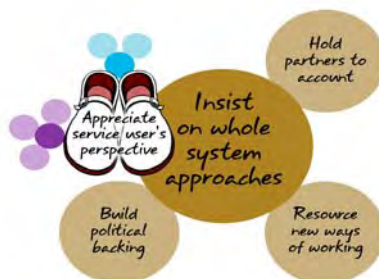 Hold
partners to
account
Appreciate
service user's
perspective
Insist
on whole
system
approaches
Build
political
backing
Resource
new ways
of working